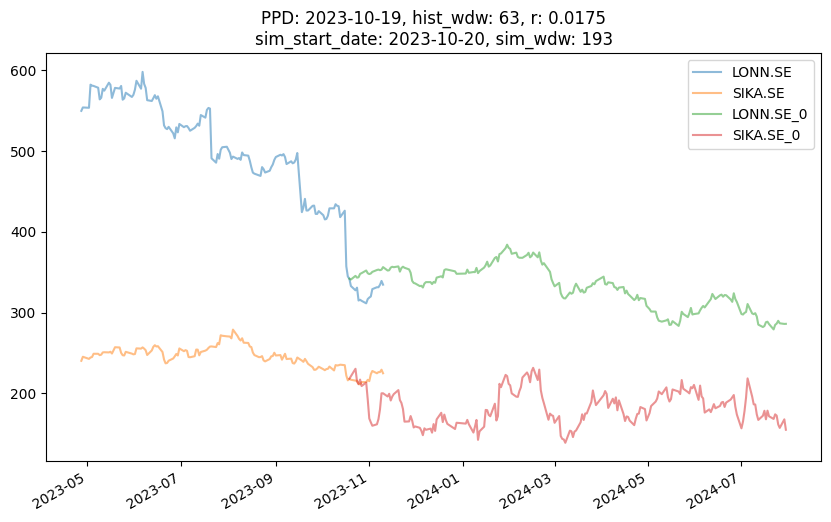 PPD: 2023-10-19, hist_wdw: 63, r: 0.0175
sim_start_date: 2023-10-20, sim_wdw: 193
LONN.SE
SIKA.SE
LONN.SE_0
SIKA.SE_0
600
500
400
300
200
2023-05
2023-07
2023-09
2023-11
2024-01
2024-03
2024-05
2024-07